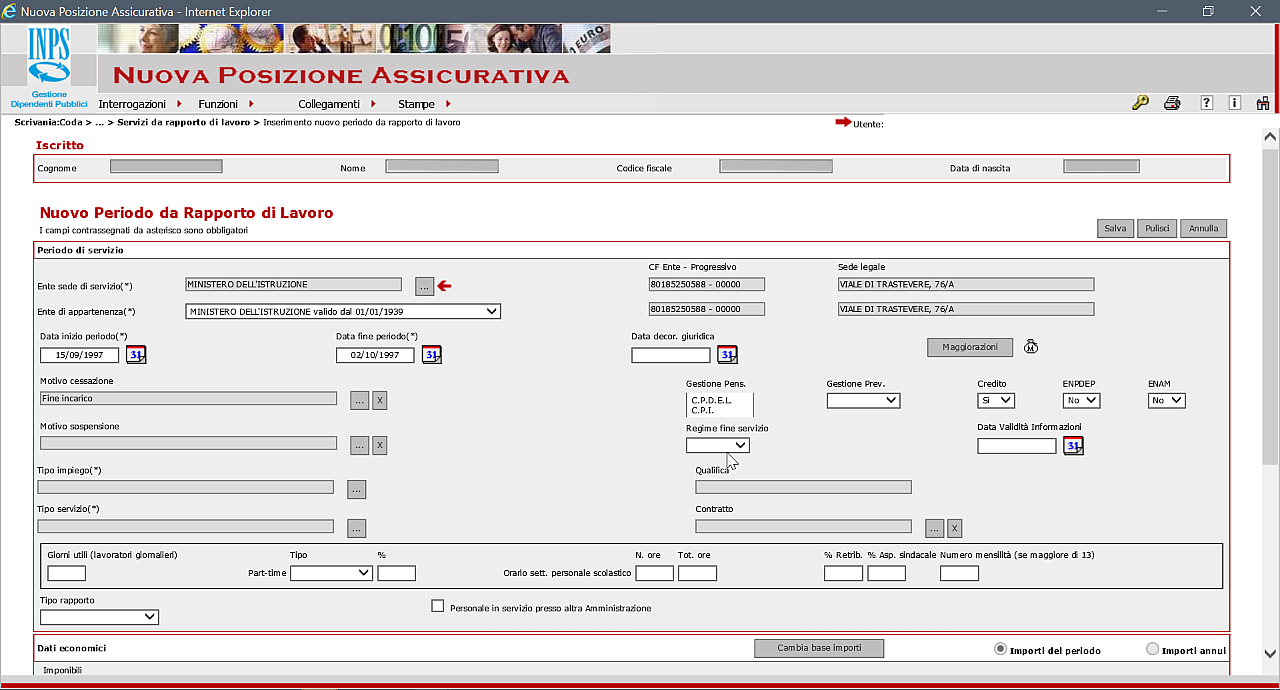 Nuova Posizione Assicurativa - Internet Explorer
INPS
Gestione
Dipendenti Pubblici
EURO
NUOVA POSIZIONE ASSICURATIVA
Interrogazioni Funzioni Collegamenti Stampe
? i
Scrivania:Coda > ... > Servizi da rapporto di lavoro > Inserimento nuovo periodo da rapporto di lavoro
Utente:
Iscritto
Cognome Nome Codice fiscale Data di nascita
Nuovo Periodo da Rapporto di Lavoro
I campi contrassegnati da asterisco sono obbligatori
Salva Pulisci Annulla
Periodo di servizio
CF Ente - Progressivo Sede legale
Ente sede di servizio(*) MINISTERO DELL'ISTRUZIONE ... 80185250588 - 00000 VIALE DI TRASTEVERE, 76/A
Ente di appartenenza(*) MINISTERO DELL'ISTRUZIONE valido dal 01/01/1939 80185250588 - 00000 VIALE DI TRASTEVERE, 76/A
Data inizio periodo(*) Data fine periodo(*) Data decor. giuridica
15/09/1997 31 02/10/1997 31 31 Maggiorazioni M
Motivo cessazione Gestione Pens. Gestione Prev. Credito ENPDEP ENAM
Fine incarico ... X C.P.D.E.L. Si No No
C.P.I.
Motivo sospensione Regime fine servizio Data Validità Informazioni
... X 31
Tipo impiego(*) Qualifica
...
Tipo servizio(*) Contratto
... ... X
Giorni utili (lavoratori giornalieri) Tipo % N. ore Tot. ore % Retrib. % Asp. sindacale Numero mensilità (se maggiore di 13)
Part-time Orario sett. personale scolastico
Tipo rapporto
Personale in servizio presso altra Amministrazione
Dati economici Cambia base importi Importi del periodo Importi annui
Imponibili